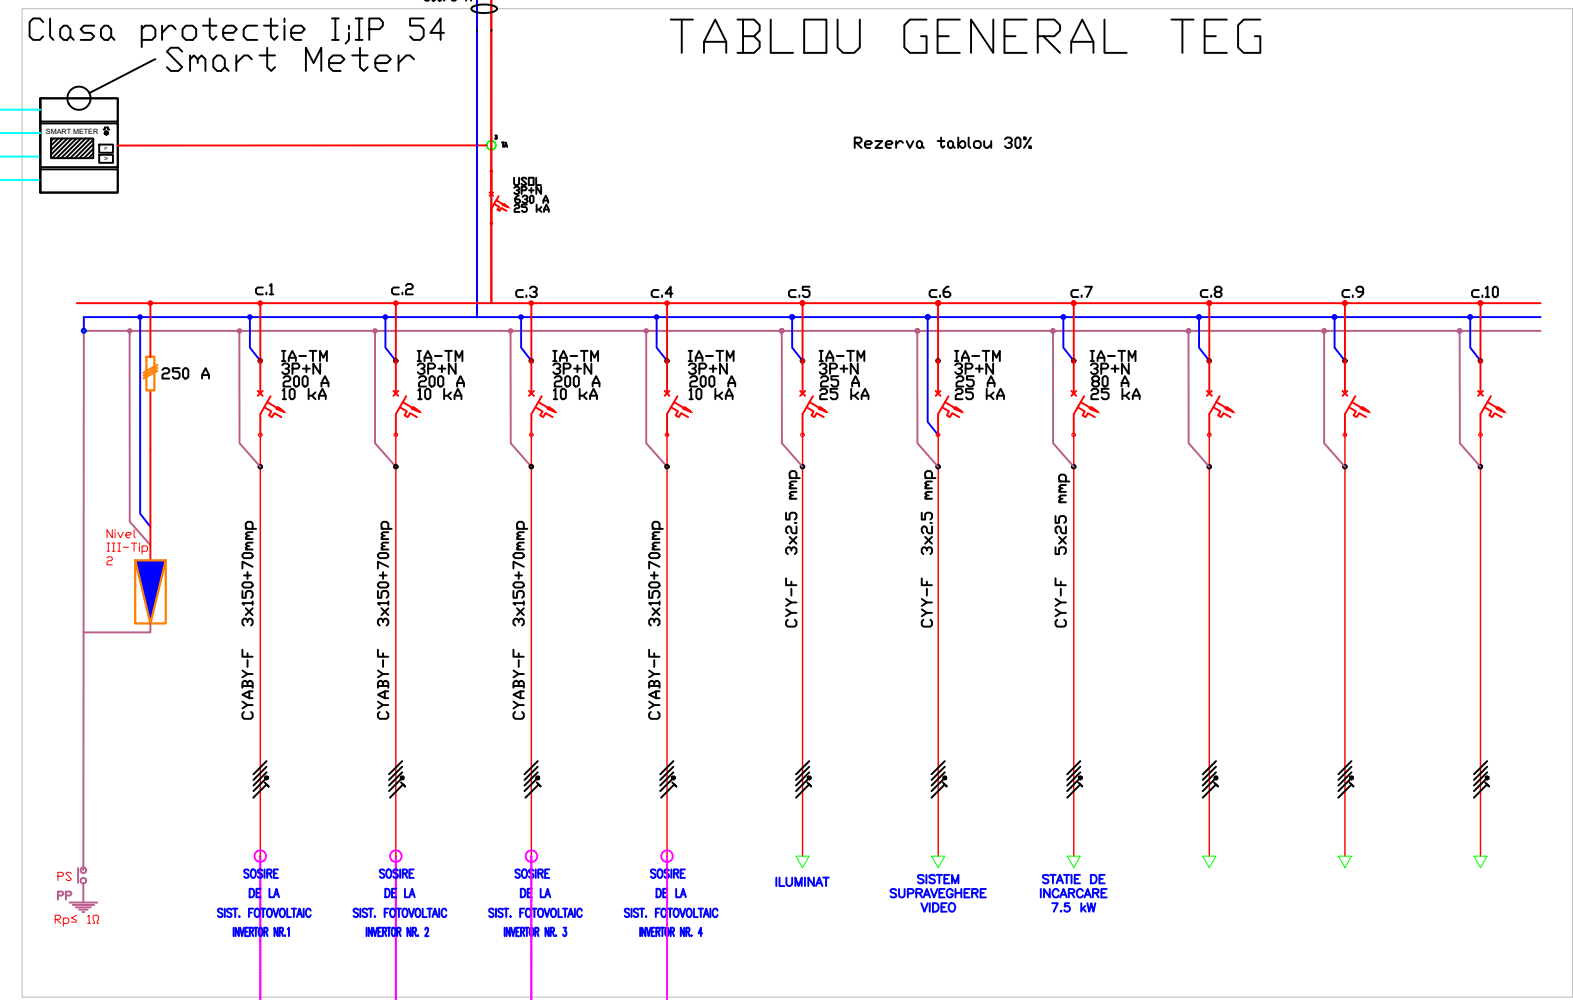 Clasa protectie I;IP 54
Smart Meter
TABLOU GENERAL TEG
SMART METER
Rezerva tablou 30%
3
TA
USOL
3P+N
630 A
25 kA
c.1
c.2
c.3
c.4
c.5
c.6
c.7
c.8
c.9
c.10
250 A
IA-TM
3P+N
200 A
10 kA
IA-TM
3P+N
200 A
10 kA
IA-TM
3P+N
200 A
10 kA
IA-TM
3P+N
200 A
10 kA
IA-TM
3P+N
25 A
25 kA
IA-TM
3P+N
25 A
25 kA
IA-TM
3P+N
80 A
25 kA
Nivel
III-Tip
2
CYABY-F 3x150+70mmp
CYABY-F 3x150+70mmp
CYABY-F 3x150+70mmp
CYABY-F 3x150+70mmp
CYY-F 3x2.5 mmp
CYY-F 3x2.5 mmp
CYY-F 5x25 mmp
PS
PP
Rp≤ 1Ω
SOSIRE
DE LA
SIST. FOTOVOLTAIC
INVERTOR NR.1
SOSIRE
DE LA
SIST. FOTOVOLTAIC
INVERTOR NR. 2
SOSIRE
DE LA
SIST. FOTOVOLTAIC
INVERTOR NR. 3
SOSIRE
DE LA
SIST. FOTOVOLTAIC
INVERTOR NR. 4
ILUMINAT
SISTEM
SUPRAVEGHERE
VIDEO
STATIE DE
INCARCARE
7.5 kW